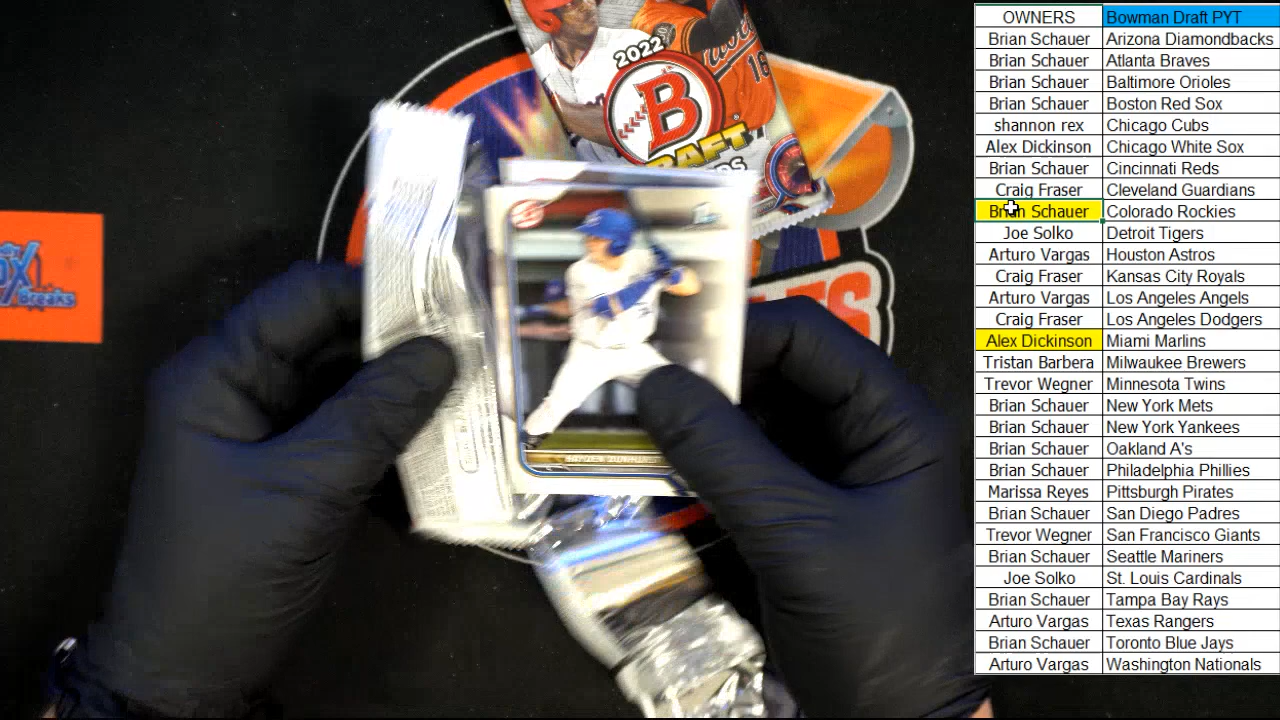 OWNERS Bowman Draft PYT
Brian Schauer Arizona Diamondbacks
Brian Schauer Atlanta Braves
Brian Schauer Baltimore Orioles
Brian Schauer Boston Red Sox
shannon rex Chicago Cubs
Alex Dickinson Chicago White Sox
Brian Schauer Cincinnati Reds
Craig Fraser Cleveland Guardians
Brian Schauer Colorado Rockies
Joe Solko Detroit Tigers
Arturo Vargas Houston Astros
Craig Fraser Kansas City Royals
Arturo Vargas Los Angeles Angels
Craig Fraser Los Angeles Dodgers
Alex Dickinson Miami Marlins
Tristan Barbera Milwaukee Brewers
Trevor Wegner Minnesota Twins
Brian Schauer New York Mets
Brian Schauer New York Yankees
Brian Schauer Oakland A's
Brian Schauer Philadelphia Phillies
Marissa Reyes Pittsburgh Pirates
Brian Schauer San Diego Padres
Trevor Wegner San Francisco Giants
Brian Schauer Seattle Mariners
Joe Solko St. Louis Cardinals
Brian Schauer Tampa Bay Rays
Arturo Vargas Texas Rangers
Brian Schauer Toronto Blue Jays
Arturo Vargas Washington Nationals
2022
B
RAFT
16
Breaks